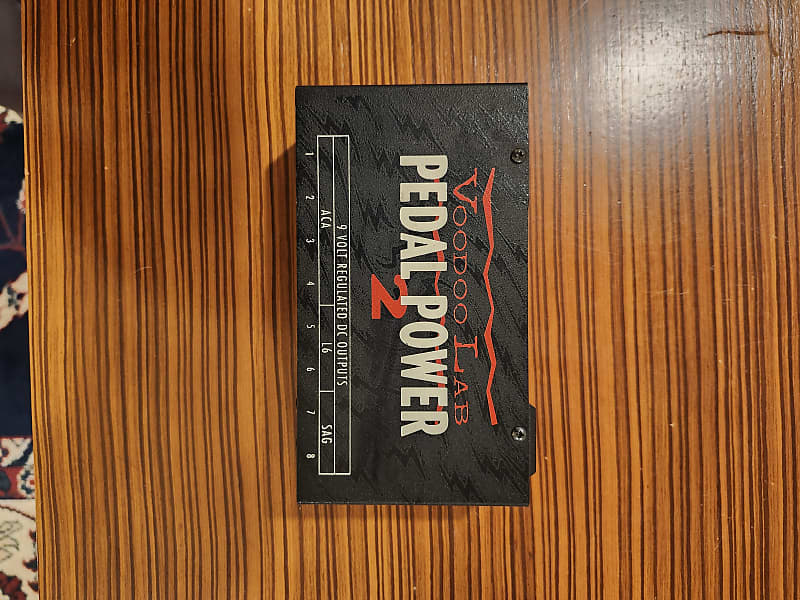 VOODOO LAB
PEDAL POWER
2
9 VOLT REGULATED DC OUTPUTS
ACA L6 SAG
1 2 3 4 5 6 7 8